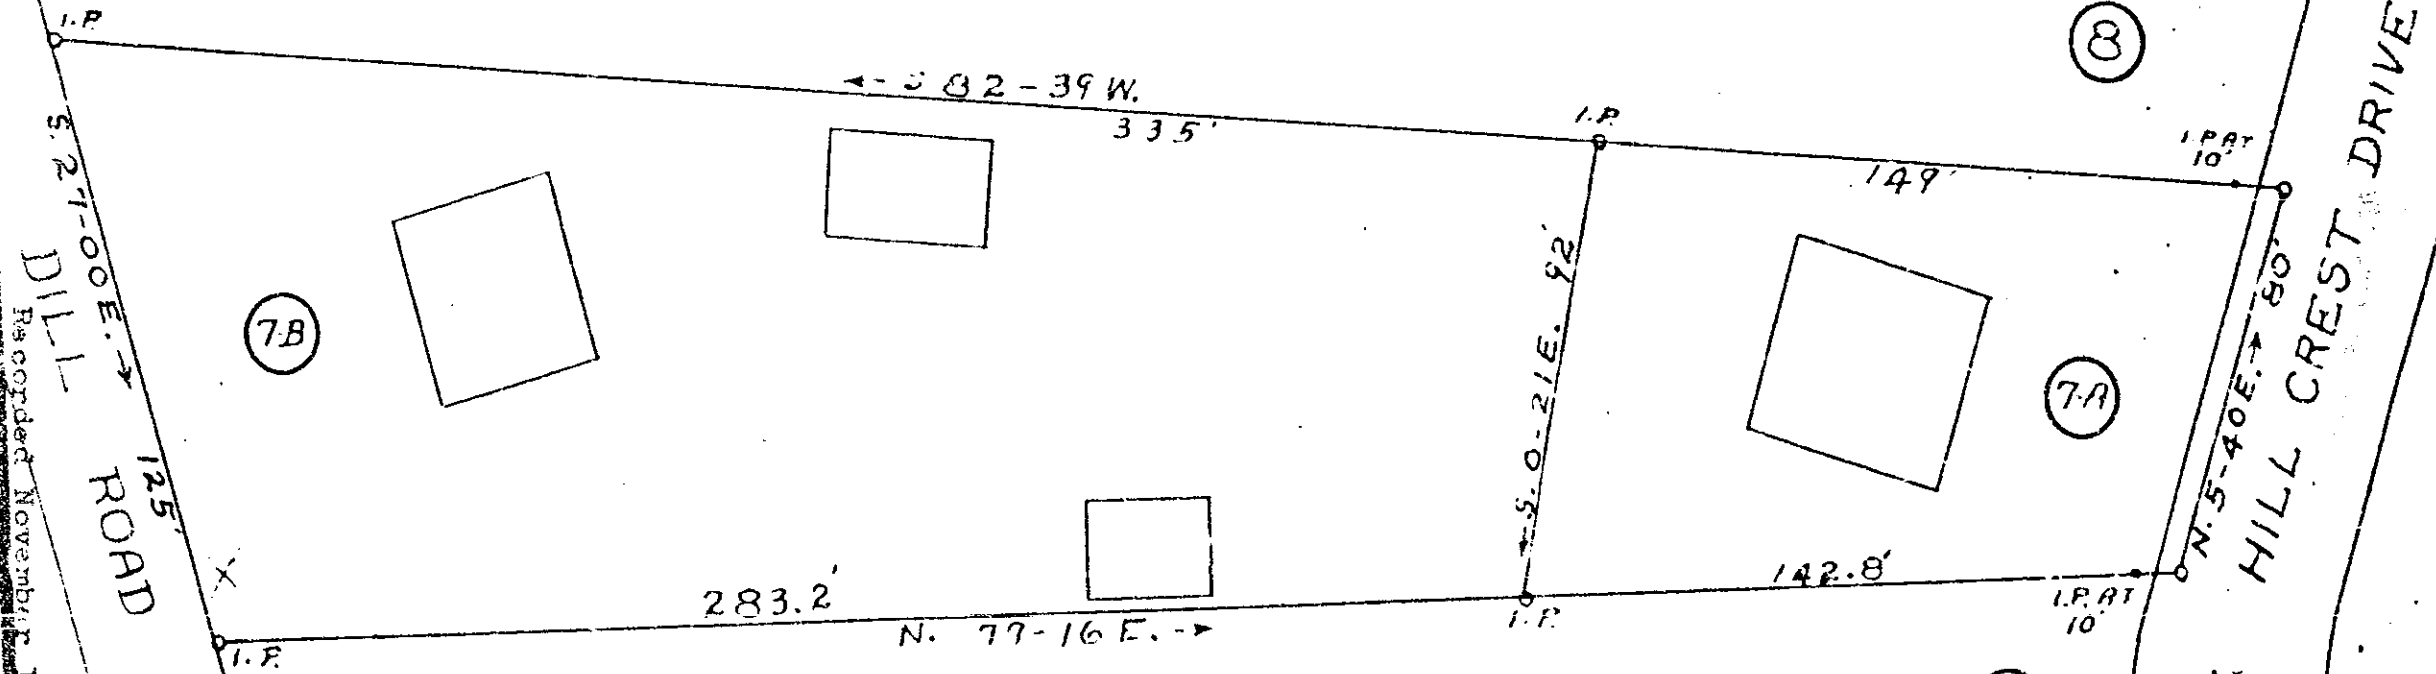 I.P.
8
← - S 82-39 W.
335'
I.P.
I.P. AT
10'
149'
S. 27-00 E. →
125'
DILL ROAD
7-B
← S. 0-21 E. 92'
7-A
N. 5-40 E. → 80'
HILL CREST DRIVE
Recorded November
283.2'
142.8'
I.P.
N. 77-16 E. - →
I.P.
I.P. AT
10'